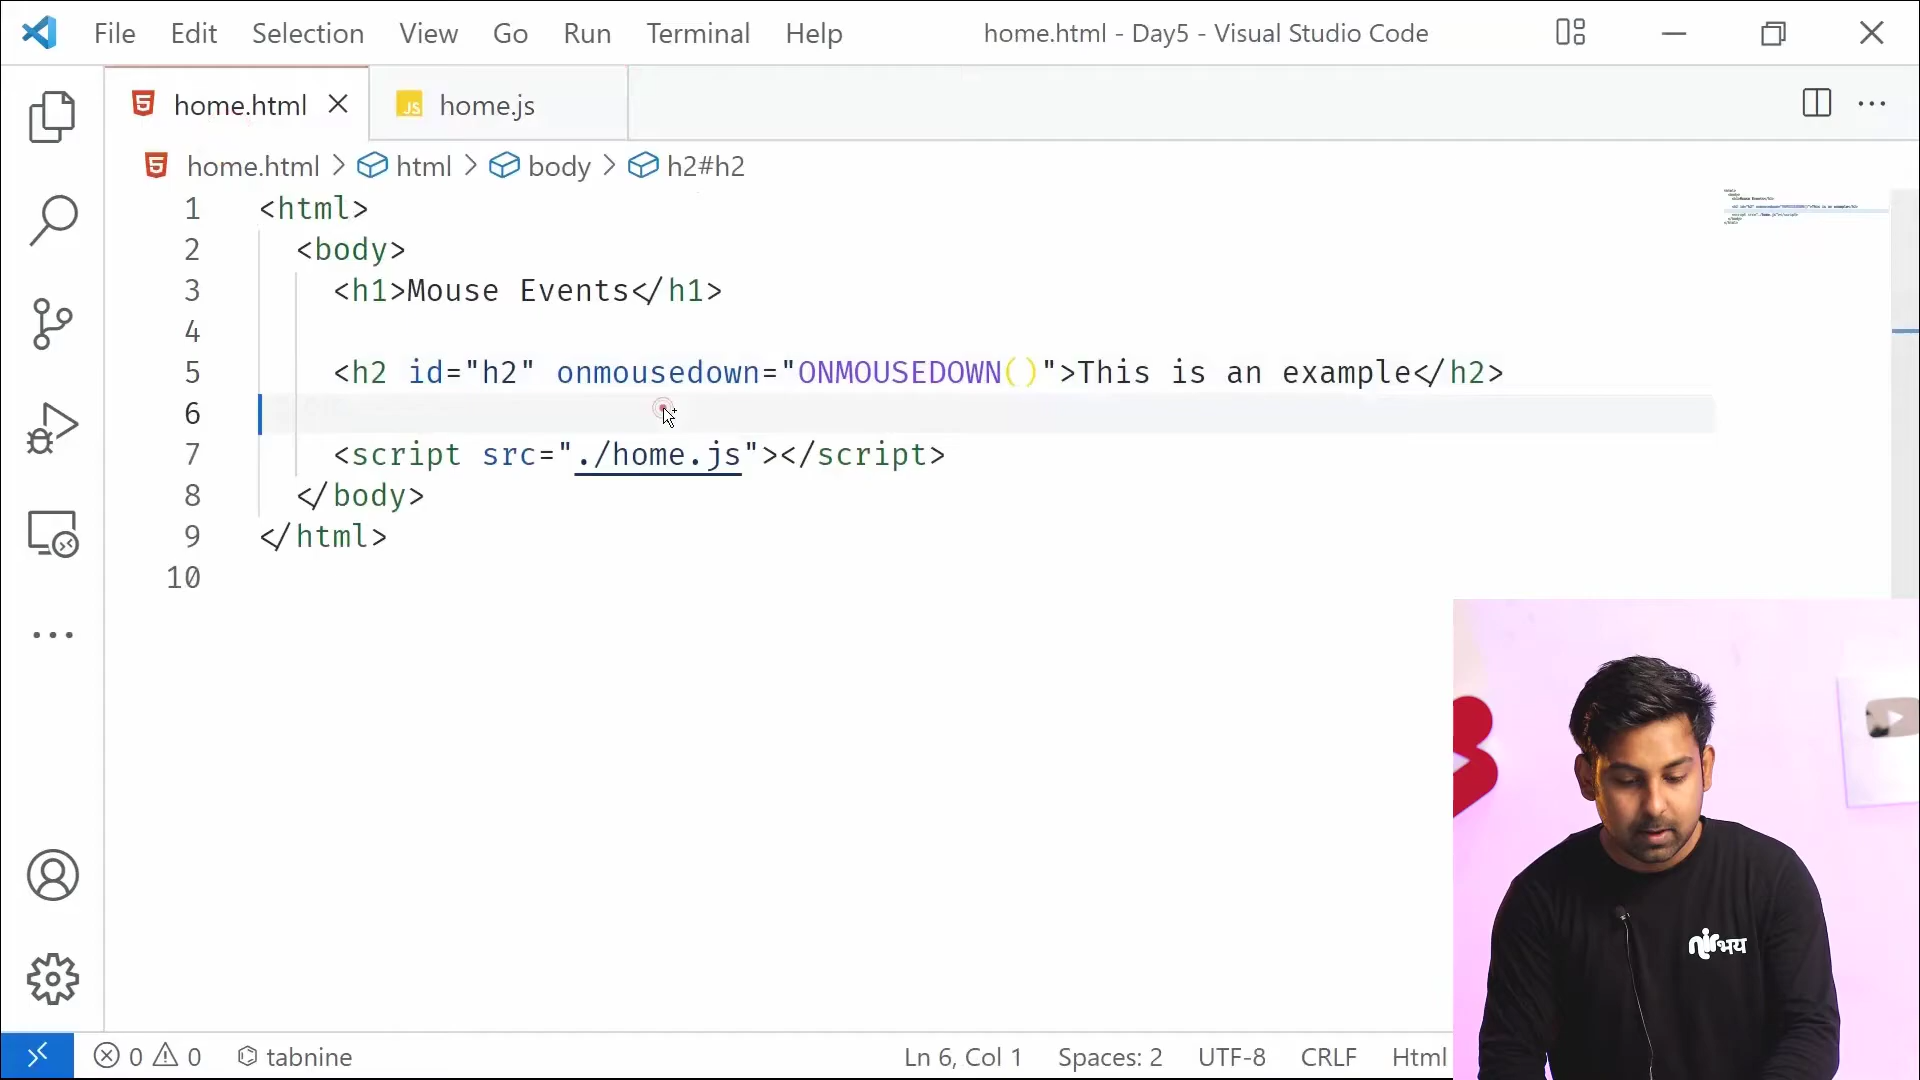 File Edit Selection View Go Run Terminal Help home.html - Day5 - Visual Studio Code
home.html JS home.js
home.html > html > body > h2#h2
1 <html>
2 <body>
3 <h1>Mouse Events</h1>
4
5 <h2 id="h2" onmousedown="ONMOUSEDOWN()">This is an example</h2>
6
7 <script src="./home.js"></script>
8 </body>
9 </html>
10
nirभय
0 0 tabnine Ln 6, Col 1 Spaces: 2 UTF-8 CRLF Html